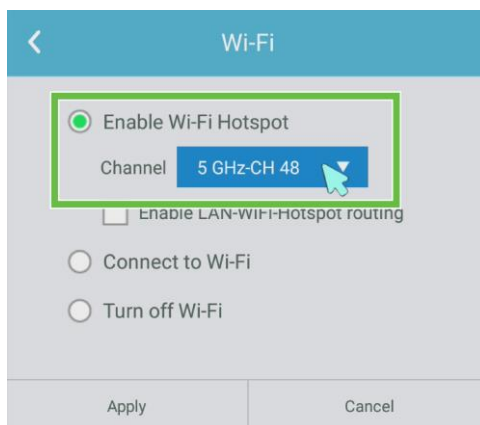 Wi-Fi
Enable Wi-Fi Hotspot
Channel 5 GHz-CH 48
Enable LAN-WiFi-Hotspot routing
Connect to Wi-Fi
Turn off Wi-Fi
Apply Cancel